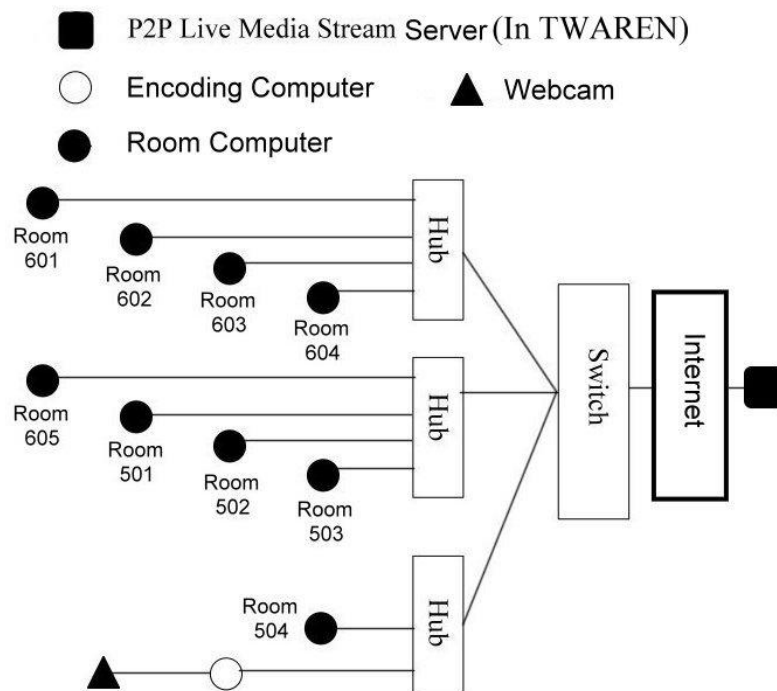 P2P Live Media Stream Server (In TWAREN)
Encoding Computer
Webcam
Room Computer
Room
601
Room
602
Room
603
Room
604
Hub
Room
605
Room
501
Room
502
Room
503
Hub
Room
504
Hub
Switch
Internet